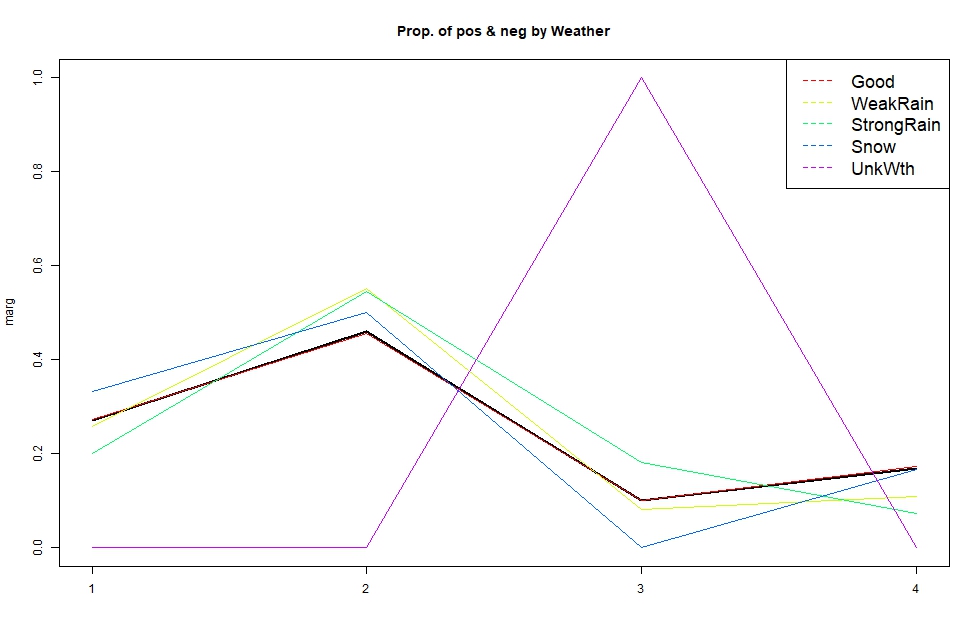 Prop. of pos & neg by Weather
marg
1.0
0.8
0.6
0.4
0.2
0.0
1
2
3
4
Good
WeakRain
StrongRain
Snow
UnkWth